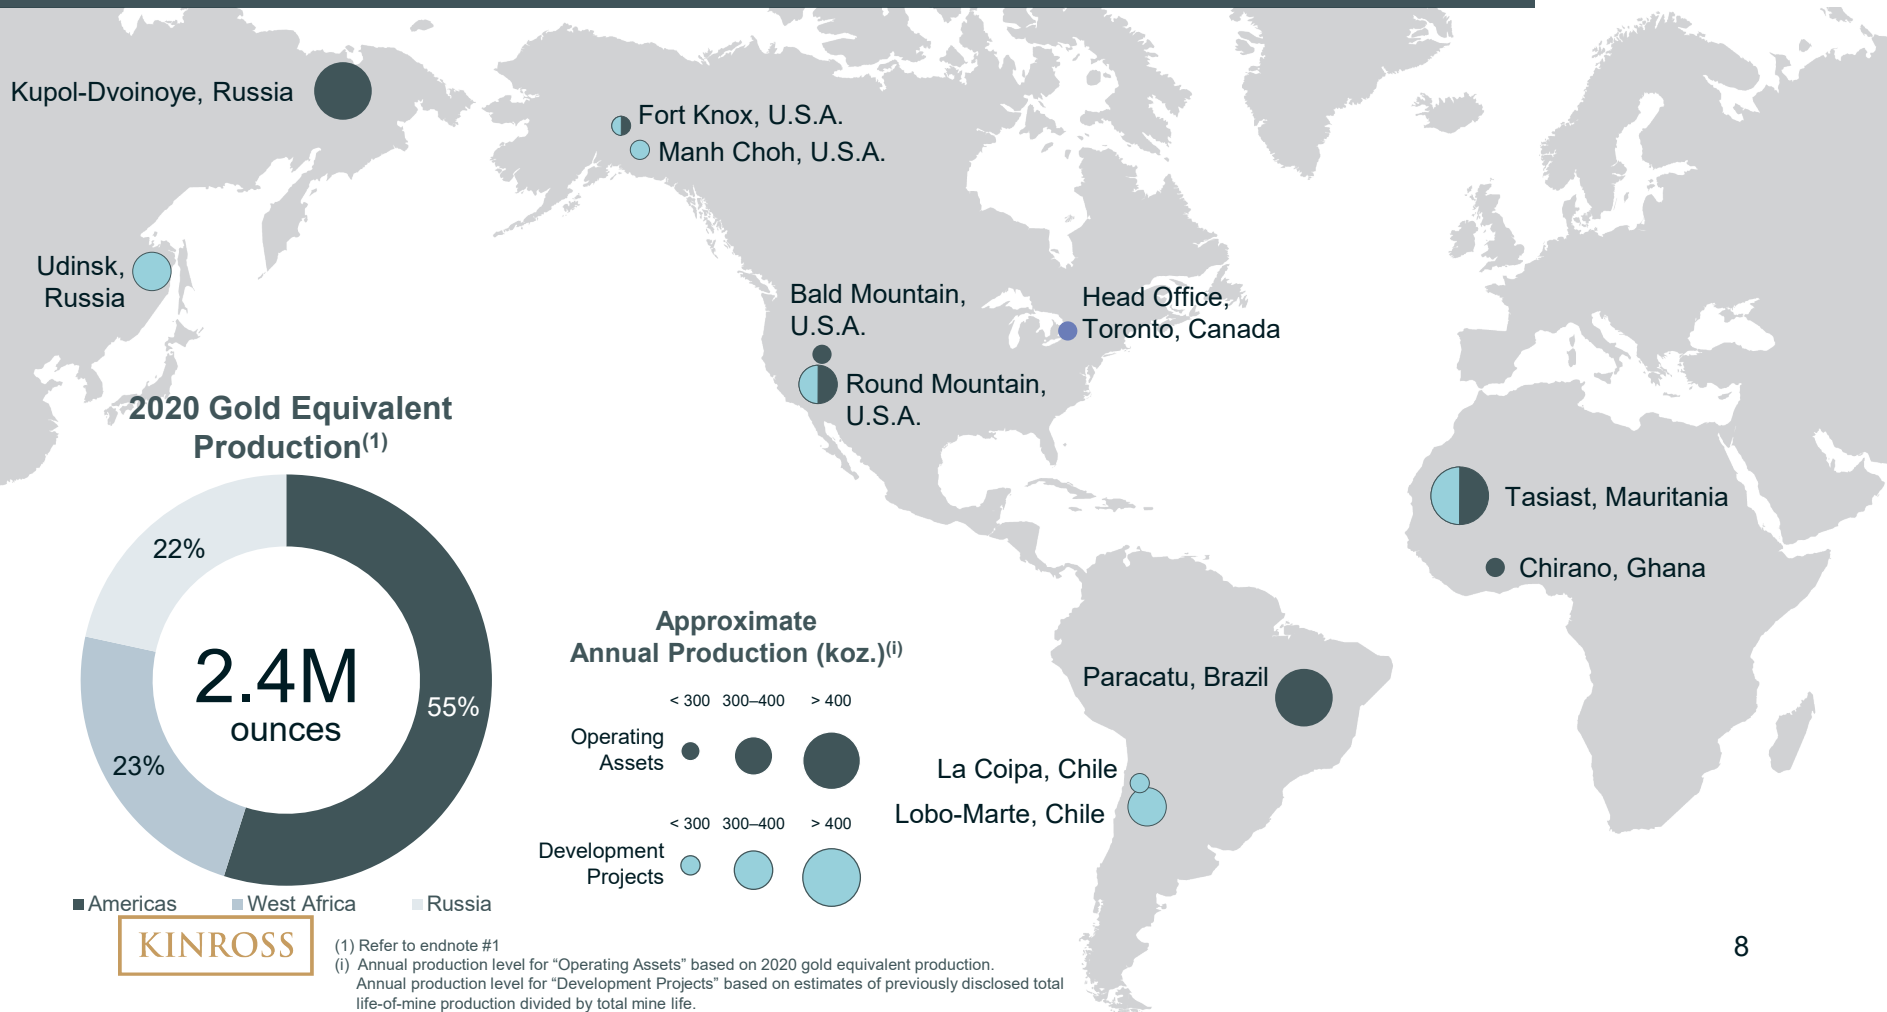 Kupol-Dvoinoye, Russia
Fort Knox, U.S.A.
Manh Choh, U.S.A.
Udinsk,
Russia
Bald Mountain,
U.S.A.
Head Office,
Toronto, Canada
Round Mountain,
U.S.A.
2020 Gold Equivalent
Production(1)
22%
2.4M
ounces
55%
23%
Americas
West Africa
Russia
Tasiast, Mauritania
Chirano, Ghana
Approximate
Annual Production (koz.)(i)
< 300 300–400 > 400
Operating
Assets
< 300 300–400 > 400
Development
Projects
Paracatu, Brazil
La Coipa, Chile
Lobo-Marte, Chile
KINROSS
(1) Refer to endnote #1
(i) Annual production level for “Operating Assets” based on 2020 gold equivalent production.
Annual production level for “Development Projects” based on estimates of previously disclosed total
life-of-mine production divided by total mine life.
8